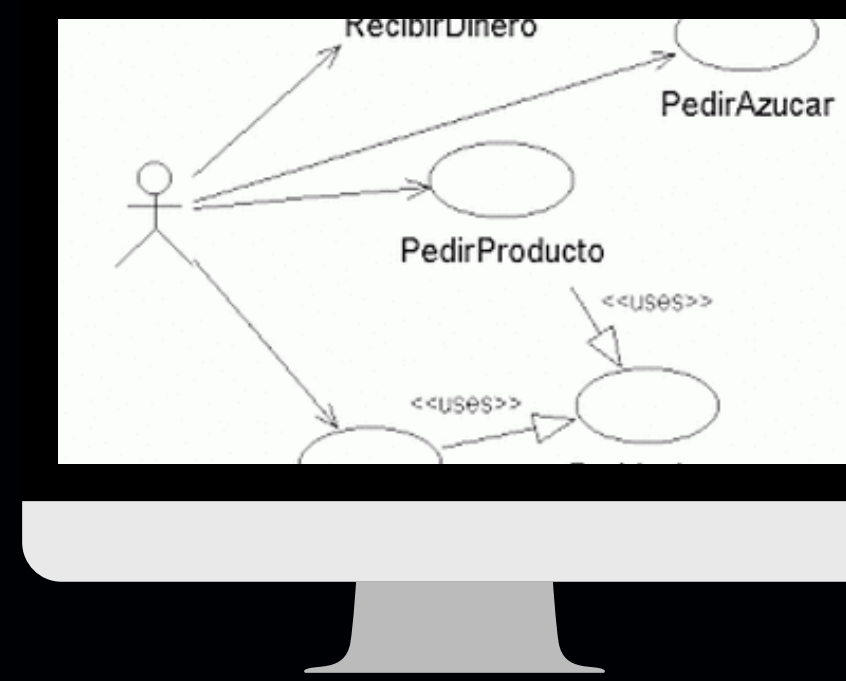 RecibirDinero
PedirAzucar
PedirProducto
<<uses>>
<<uses>>